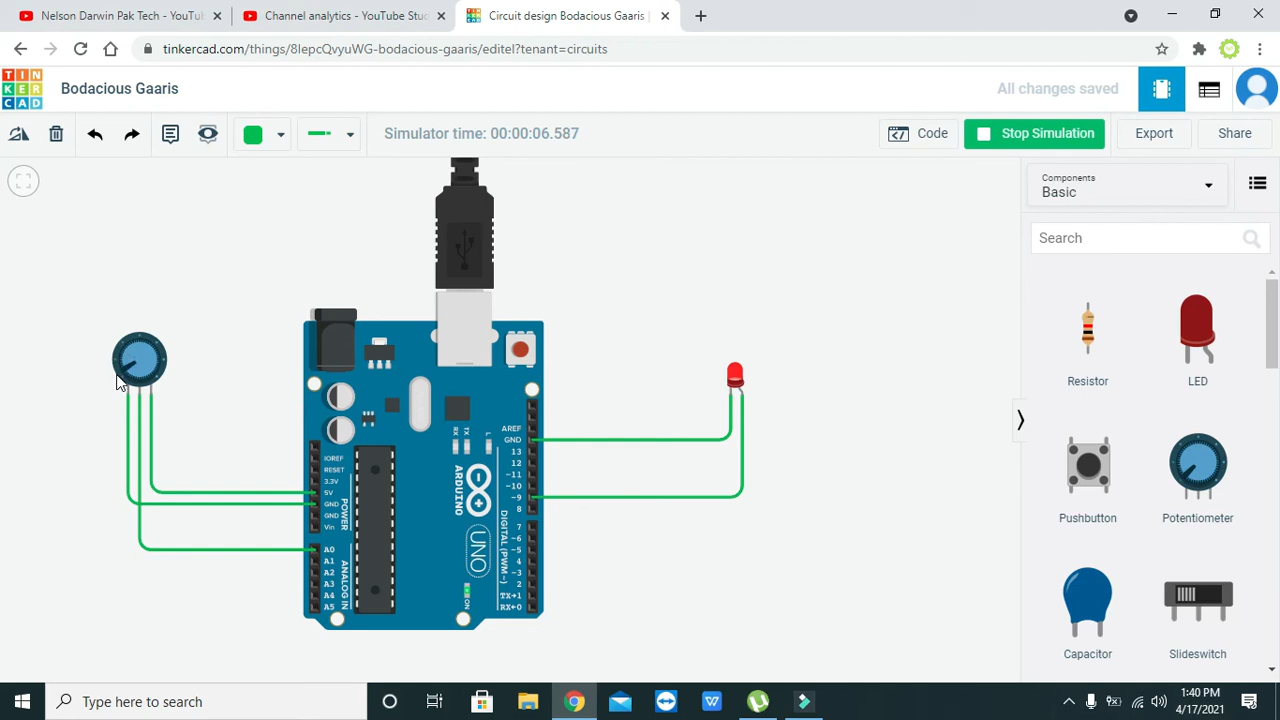 Nelson Darwin Pak Tech - YouTu
Channel analytics - YouTube Stud
Circuit design Bodacious Gaaris |
tinkercad.com/things/8lepcQvyuWG-bodacious-gaaris/editel?tenant=circuits
TIN
KER
CAD
Bodacious Gaaris
All changes saved
Simulator time: 00:00:06.587
Code
Stop Simulation
Export
Share
Components
Basic
Search
Resistor
LED
Pushbutton
Potentiometer
Capacitor
Slideswitch
IOREF
RESET
3.3V
5V
GND
GND
Vin
POWER
A0
A1
A2
A3
A4
A5
ANALOG IN
RX
TX
L
ARDUINO
UNO
ON
AREF
GND
13
12
~11
~10
~9
8
7
~6
~5
4
~3
2
TX→1
RX←0
DIGITAL (PWM~)
Type here to search
1:40 PM
4/17/2021